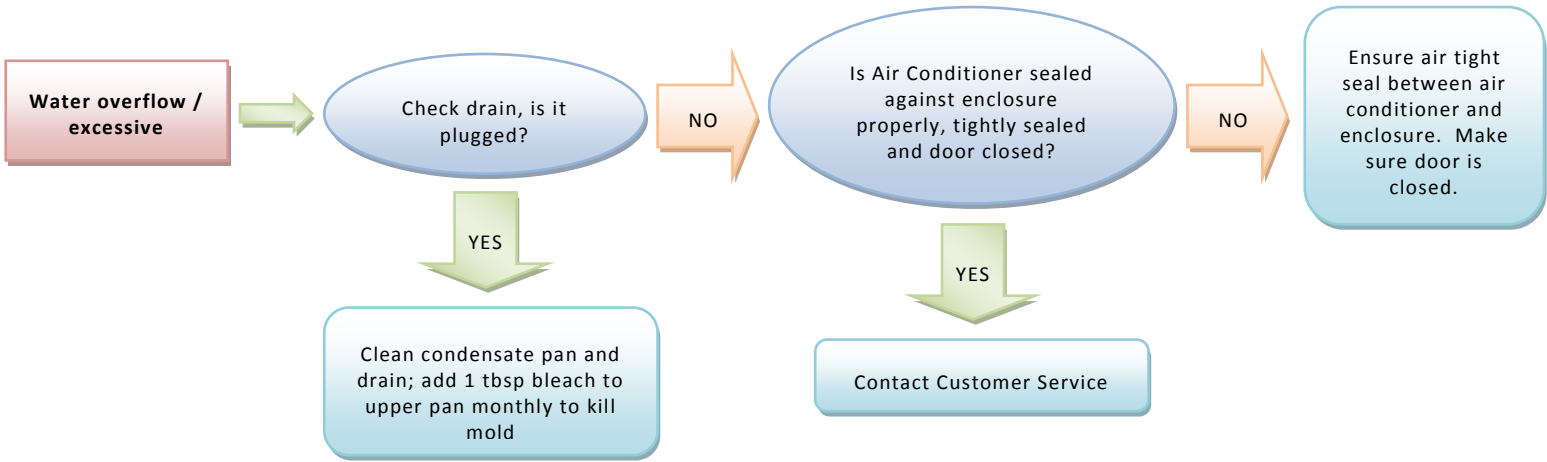 Water overflow /
excessive
Check drain, is it
plugged?
NO
Is Air Conditioner sealed
against enclosure
properly, tightly sealed
and door closed?
NO
Ensure air tight
seal between air
conditioner and
enclosure.  Make
sure door is
closed.
YES
Clean condensate pan and
drain; add 1 tbsp bleach to
upper pan monthly to kill
mold
YES
Contact Customer Service